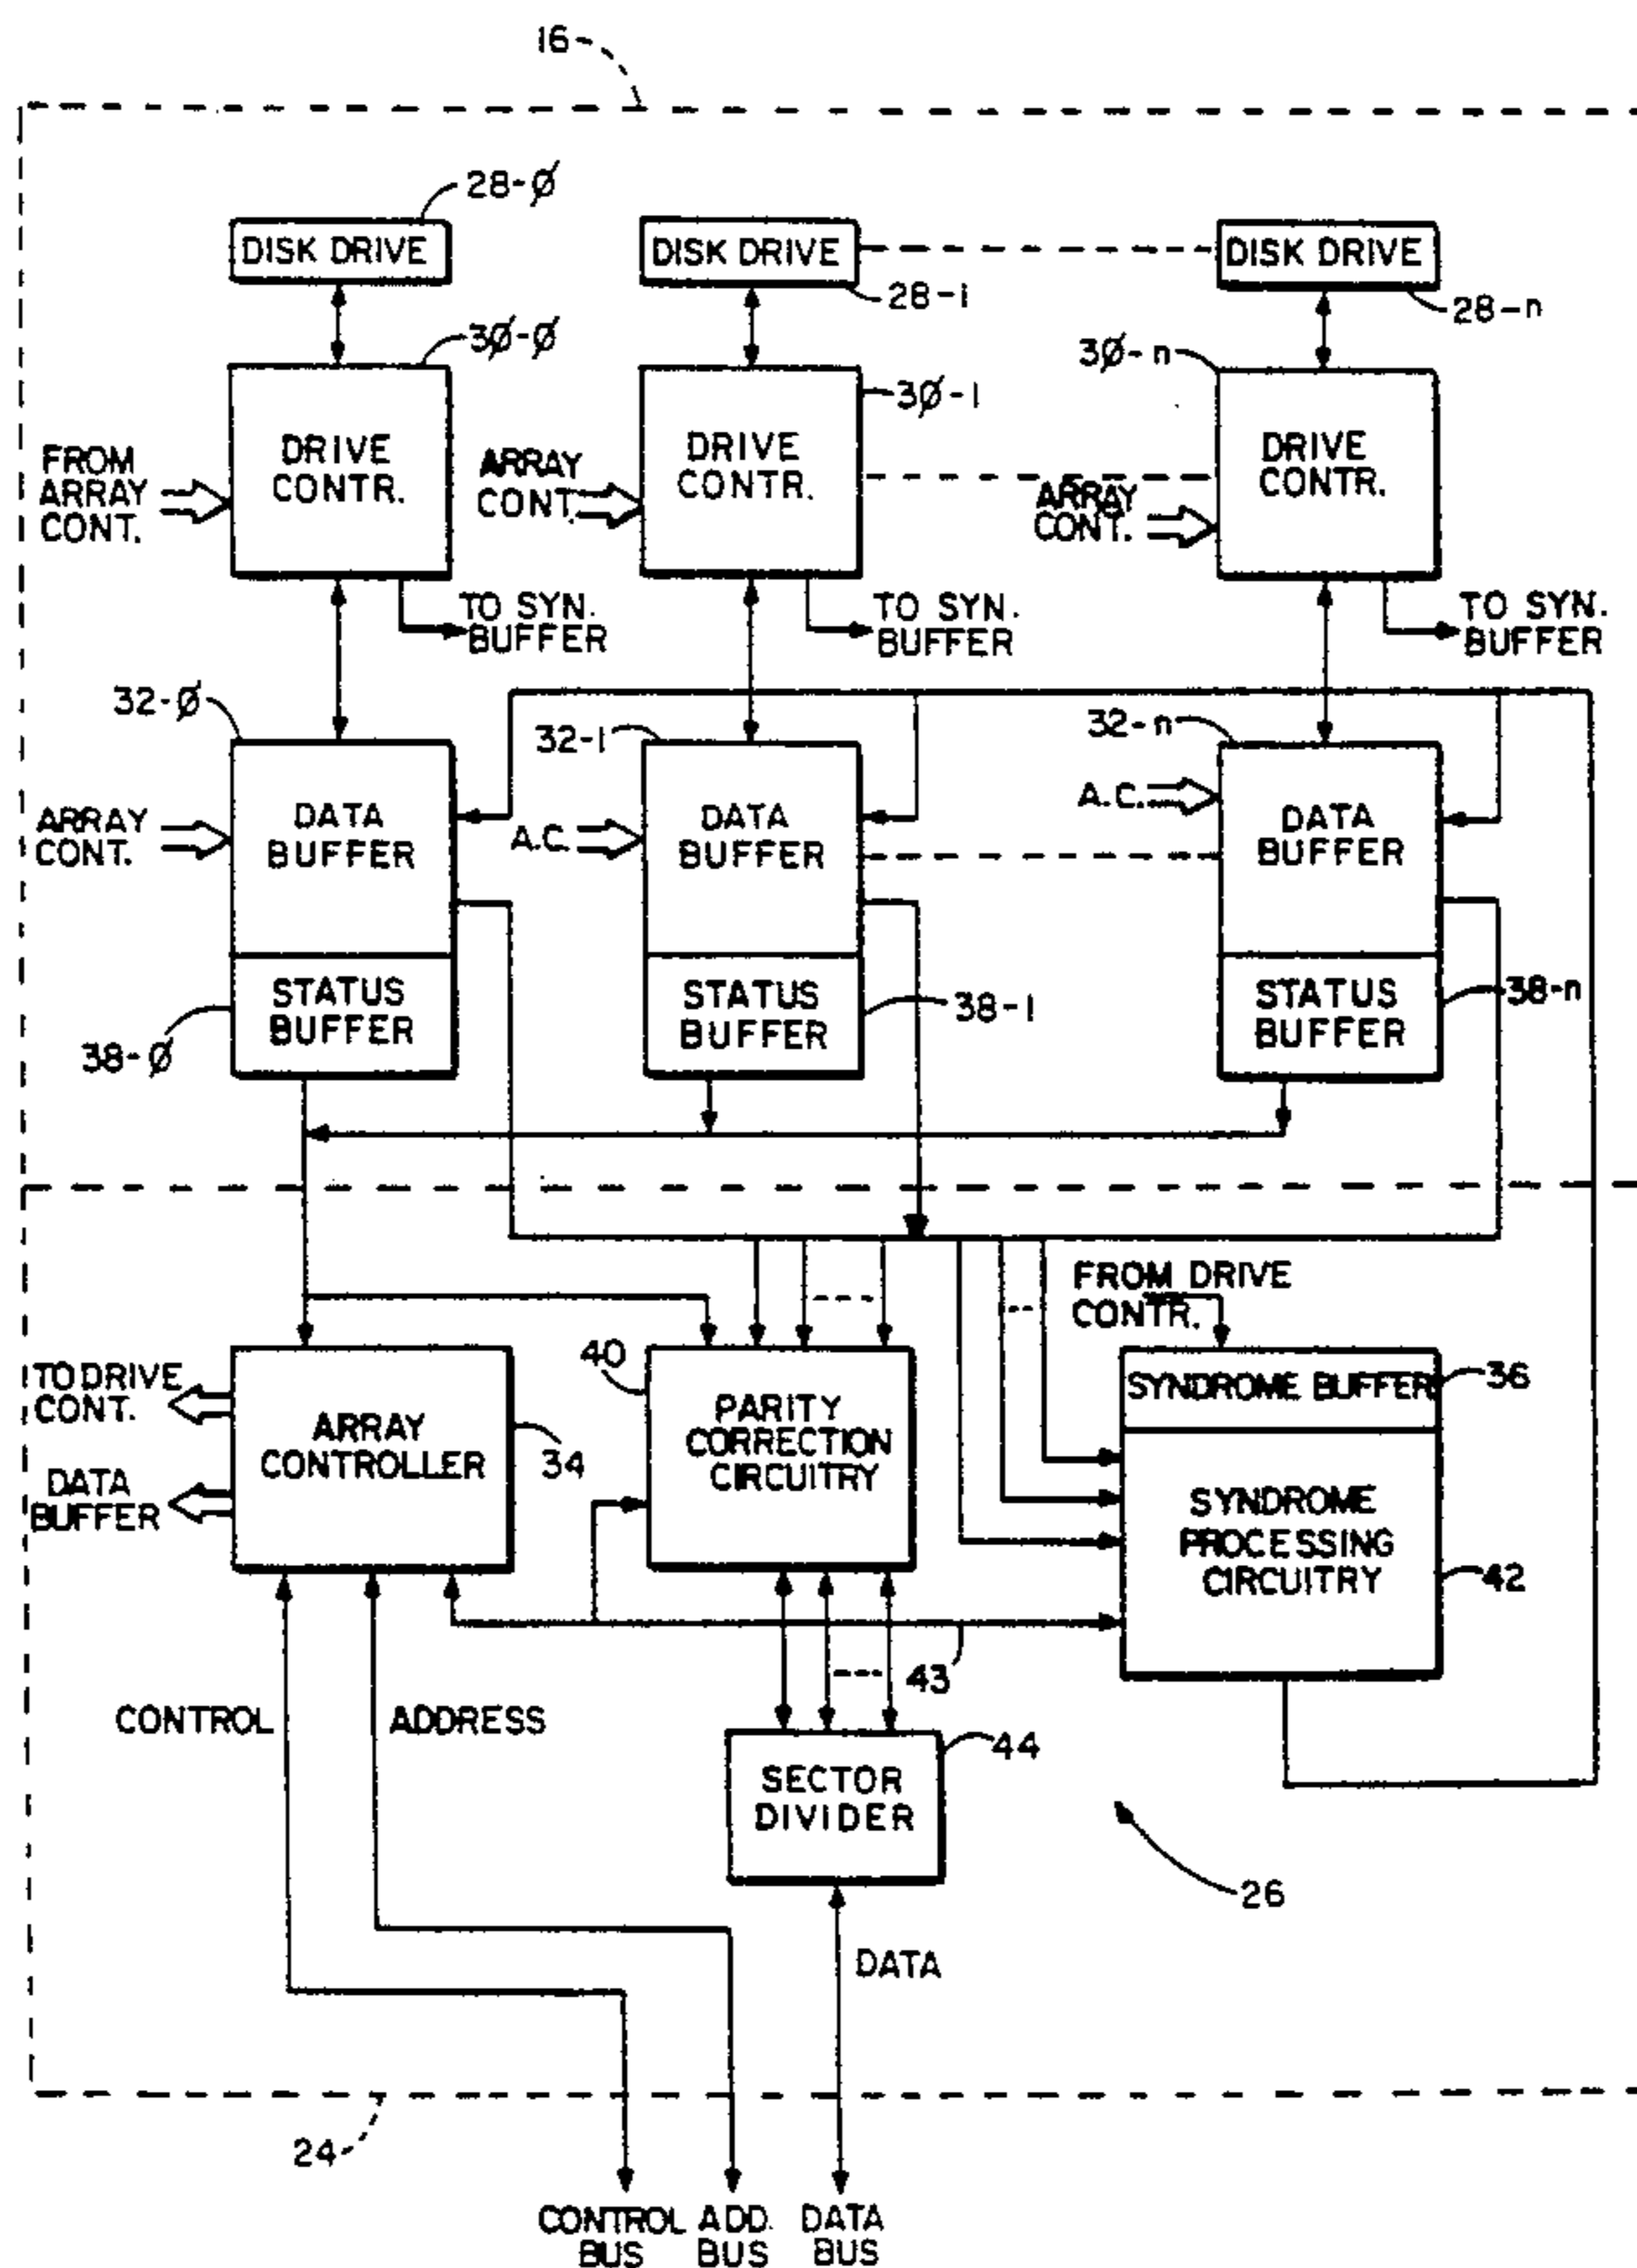 16
28-Ø
DISK DRIVE
DISK DRIVE
DISK DRIVE
28-1
28-n
3Ø-Ø
3Ø-1
3Ø-n
FROM
ARRAY
CONT.
DRIVE
CONTR.
ARRAY
CONT.
DRIVE
CONTR.
ARRAY
CONT.
DRIVE
CONTR.
TO SYN.
BUFFER
TO SYN.
BUFFER
TO SYN.
BUFFER
32-Ø
32-1
32-n
ARRAY
CONT.
DATA
BUFFER
A.C.
DATA
BUFFER
A.C.
DATA
BUFFER
STATUS
BUFFER
38-Ø
STATUS
BUFFER
38-1
STATUS
BUFFER
38-n
FROM DRIVE
CONTR.
TO DRIVE
CONT.
DATA
BUFFER
ARRAY
CONTROLLER
34
40
PARITY
CORRECTION
CIRCUITRY
SYNDROME BUFFER
36
SYNDROME
PROCESSING
CIRCUITRY
42
43
CONTROL
ADDRESS
SECTOR
DIVIDER
44
26
DATA
24
CONTROL
BUS
ADD.
BUS
DATA
BUS